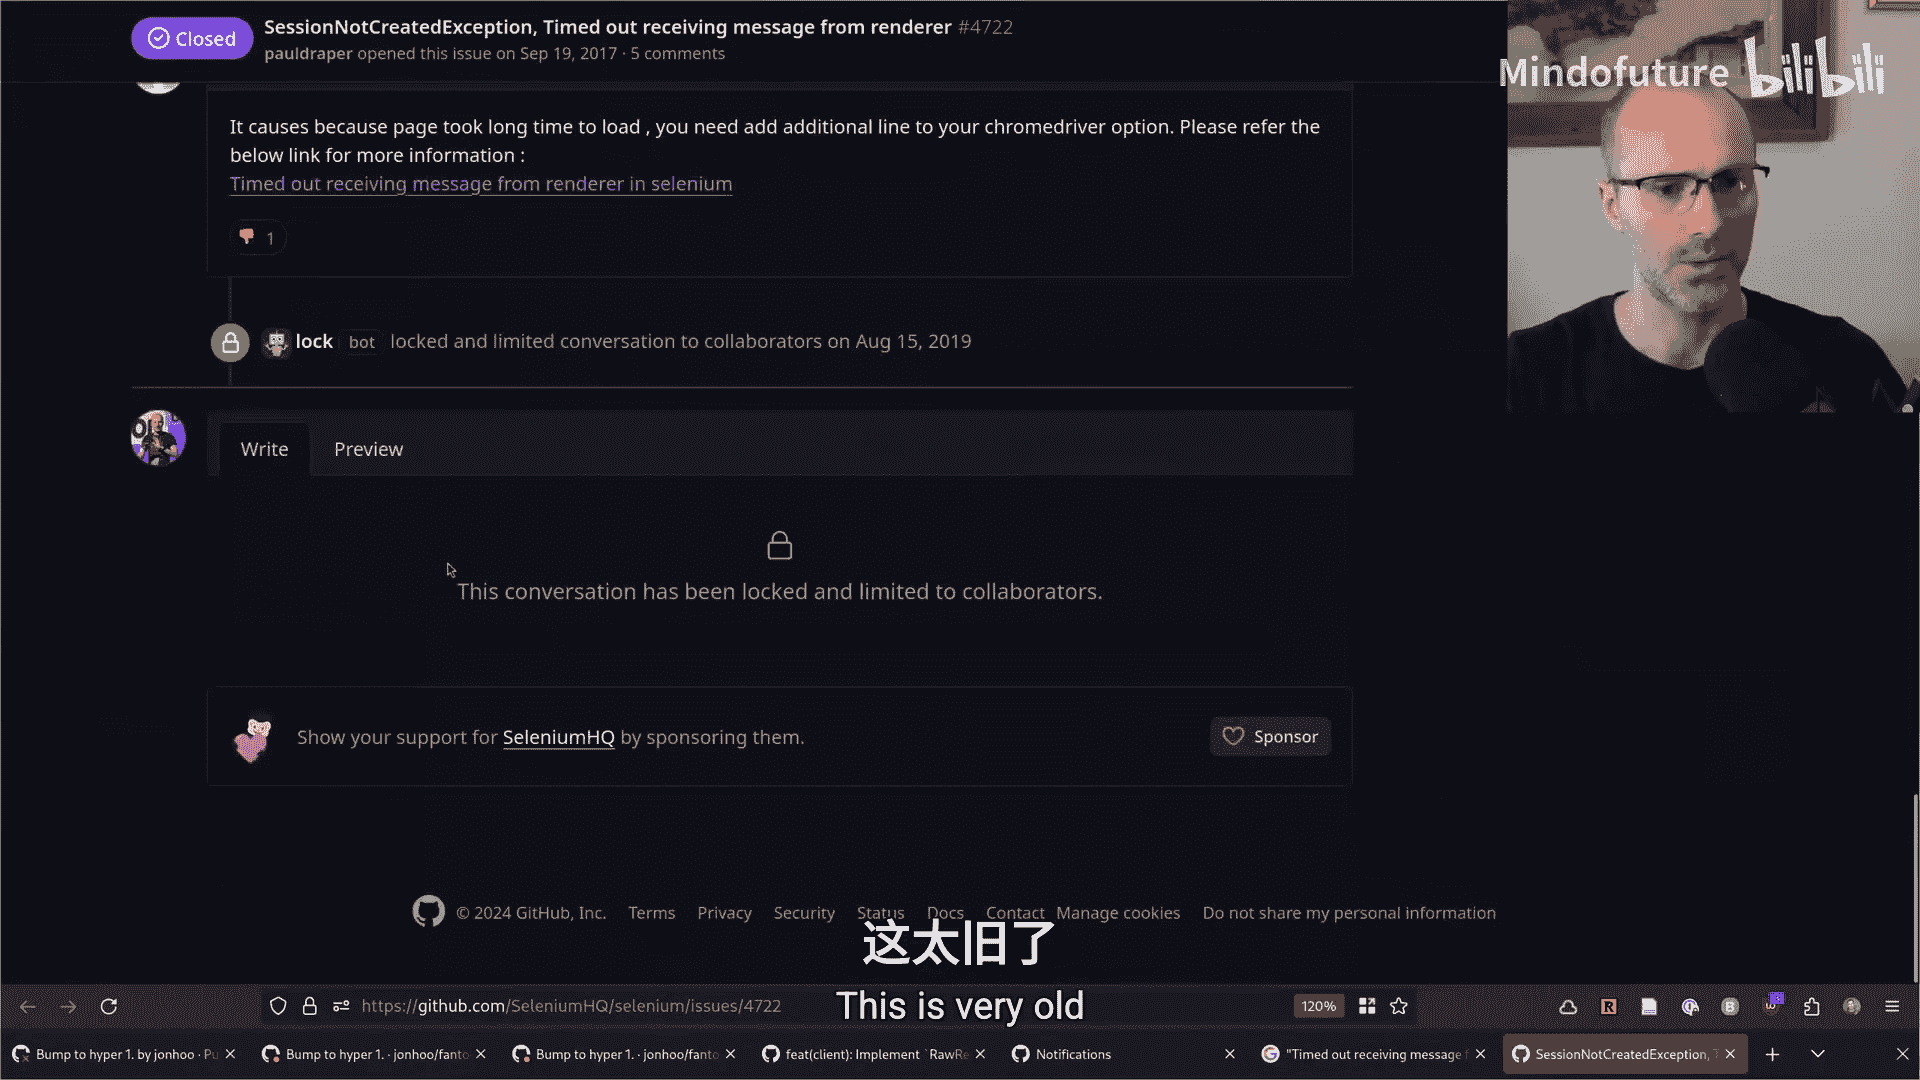 Closed
SessionNotCreatedException, Timed out receiving message from renderer #4722
pauldraper opened this issue on Sep 19, 2017 · 5 comments
Mindofuture bilibili
It causes because page took long time to load , you need add additional line to your chromedriver option. Please refer the
below link for more information :
Timed out receiving message from renderer in selenium
1
lock bot locked and limited conversation to collaborators on Aug 15, 2019
Write Preview
This conversation has been locked and limited to collaborators.
Show your support for SeleniumHQ by sponsoring them. Sponsor
© 2024 GitHub, Inc. Terms Privacy Security Status Docs Contact Manage cookies Do not share my personal information
这太旧了
https://github.com/SeleniumHQ/selenium/issues/4722 120%
This is very old
Bump to hyper 1. by jonhoo · Pu Bump to hyper 1. · jonhoo/fanto Bump to hyper 1. · jonhoo/fanto feat(client): Implement `RawRe Notifications "Timed out receiving message f SessionNotCreatedException,